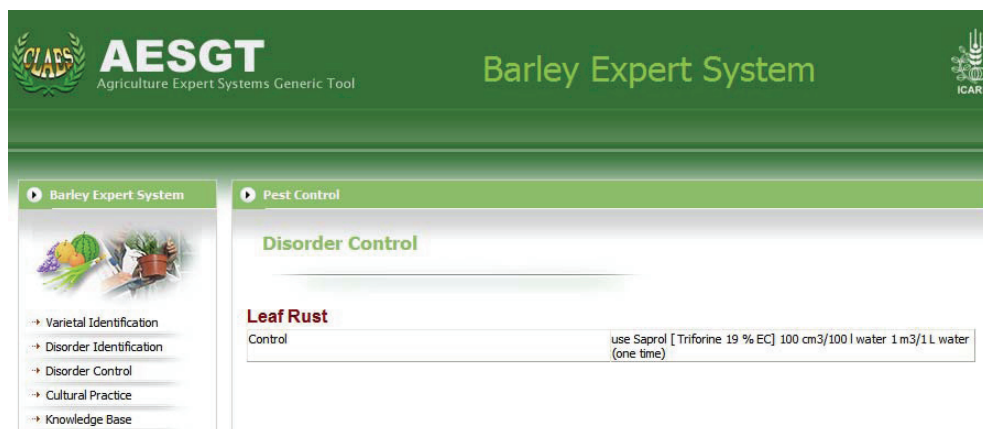 CLAES
AESGT
Agriculture Expert Systems Generic Tool
Barley Expert System
ICAR
Barley Expert System
Varietal Identification
Disorder Identification
Disorder Control
Cultural Practice
Knowledge Base
Pest Control
Disorder Control
Leaf Rust
Control
use Saprol [ Triforine 19 % EC] 100 cm3/100 l water 1 m3/1 L water
(one time)